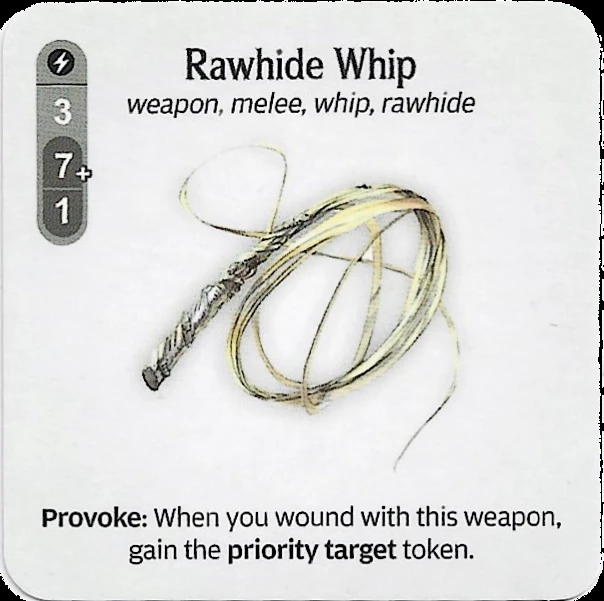 Rawhide Whip
weapon, melee, whip, rawhide
3
7+
1
Provoke: When you wound with this weapon,
gain the priority target token.